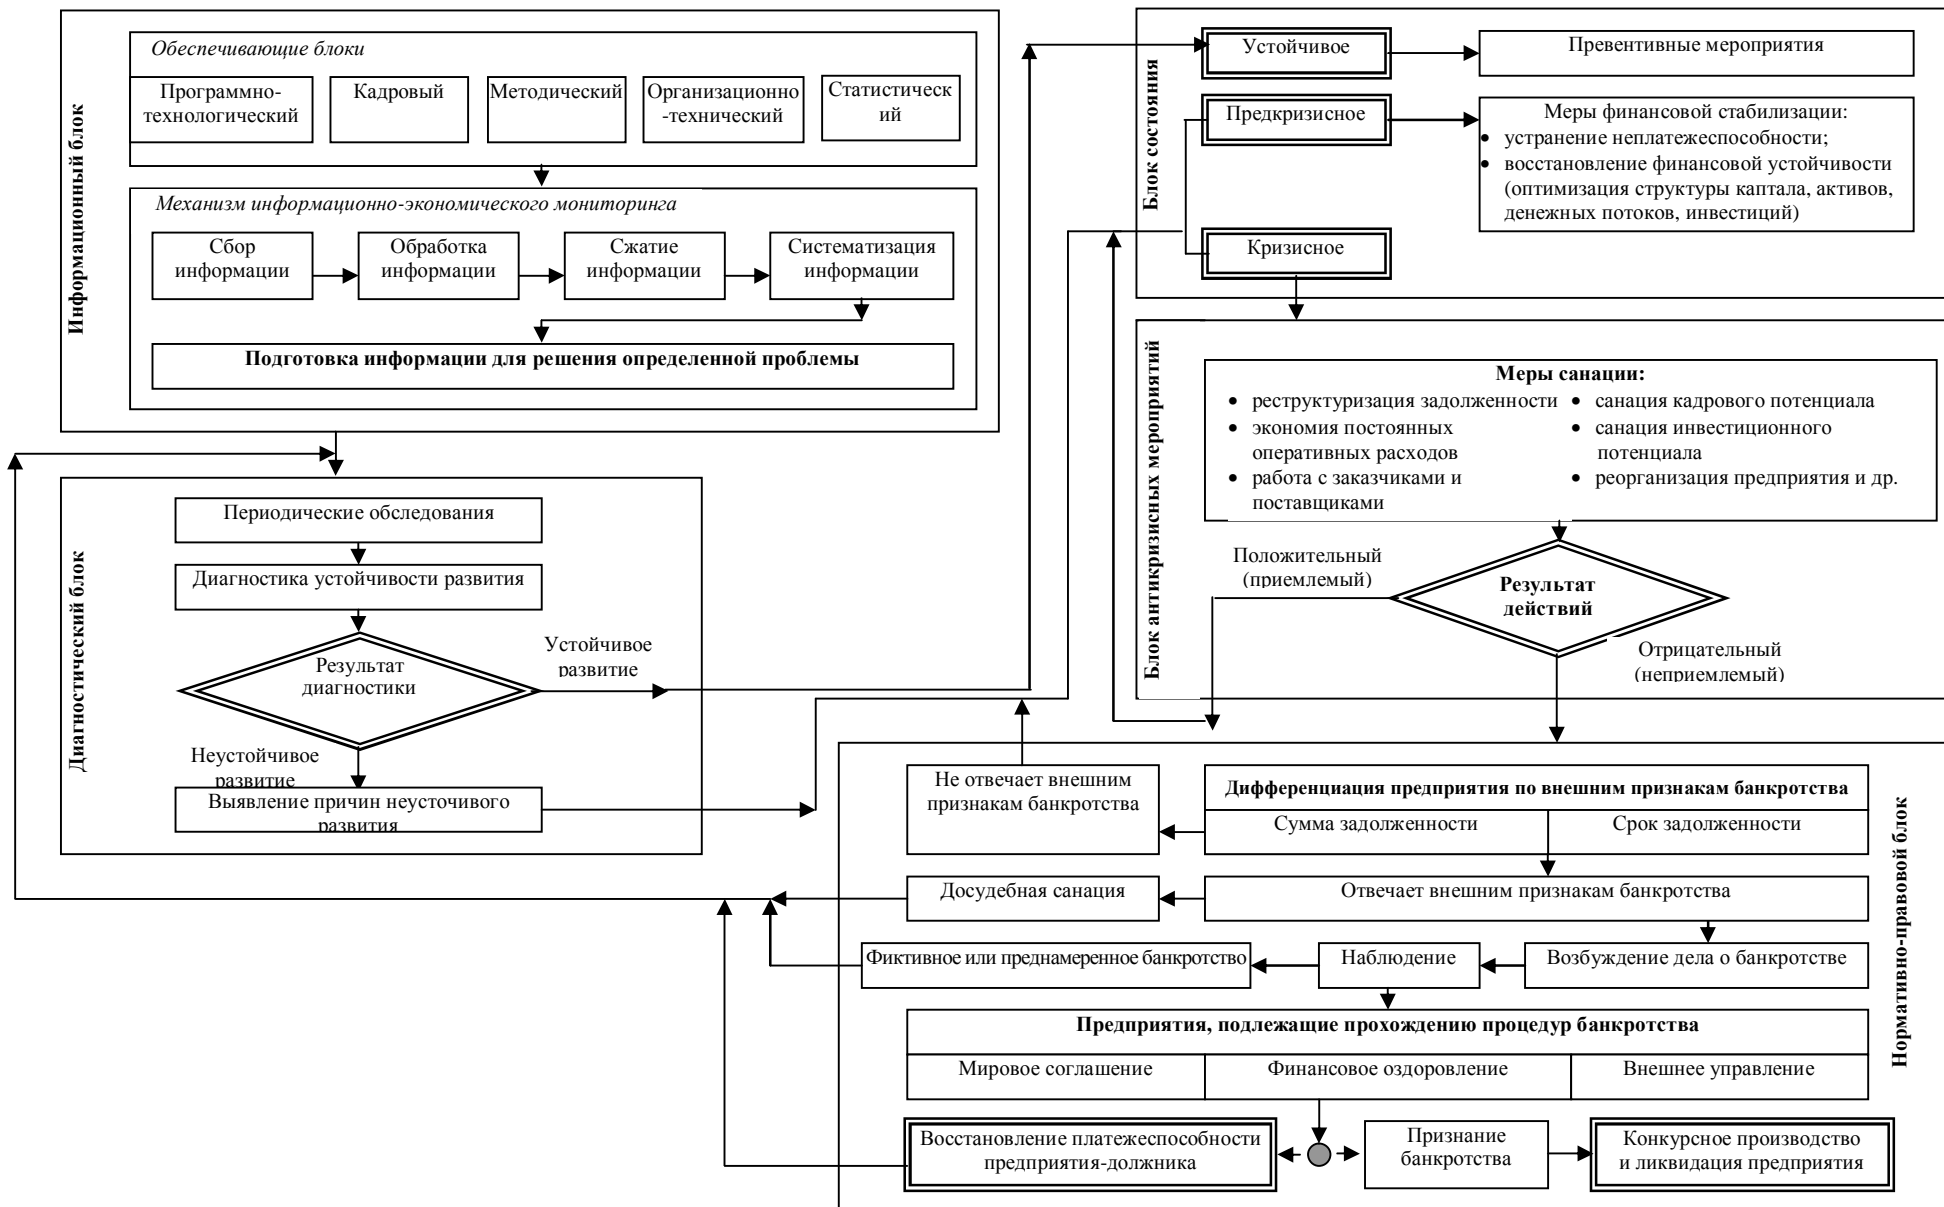 Информационный блок
Обеспечивающие блоки
Программно-
технологический
Кадровый
Методический
Организационно
-технический
Статистическ
ий
Механизм информационно-экономического мониторинга
Сбор
информации
Обработка
информации
Сжатие
информации
Систематизация
информации
Подготовка информации для решения определенной проблемы
Диагностический блок
Периодические обследования
Диагностика устойчивости развития
Результат
диагностики
Устойчивое
развитие
Неустойчивое
развитие
Выявление причин неусточивого
развития
Блок состояния
Устойчивое
Превентивные мероприятия
Предкризисное
Меры финансовой стабилизации:
• устранение неплатежеспособности;
• восстановление финансовой устойчивости
(оптимизация структуры каптала, активов,
денежных потоков, инвестиций)
Кризисное
Блок антикризисных мероприятий
Меры санации:
• реструктуризация задолженности
• экономия постоянных
оперативных расходов
• работа с заказчиками и
поставщиками
• санация кадрового потенциала
• санация инвестиционного
потенциала
• реорганизация предприятия и др.
Положительный
(приемлемый)
Результат
действий
Отрицательный
(неприемлемый)
Нормативно-правовой блок
Не отвечает внешним
признакам банкротства
Дифференциация предприятия по внешним признакам банкротства
Сумма задолженности
Срок задолженности
Досудебная санация
Отвечает внешним признакам банкротства
Фиктивное или преднамеренное банкротство
Наблюдение
Возбуждение дела о банкротстве
Предприятия, подлежащие прохождению процедур банкротства
Мировое соглашение
Финансовое оздоровление
Внешнее управление
Восстановление платежеспособности
предприятия-должника
Признание
банкротства
Конкурсное производство
и ликвидация предприятия